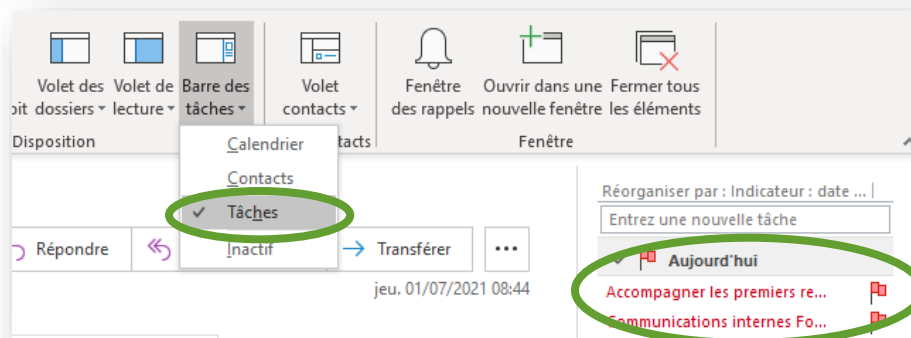 Volet des Volet de Barre des Volet Fenêtre Ouvrir dans une Fermer tous
dossiers lecture tâches contacts des rappels nouvelle fenêtre les éléments
Disposition Fenêtre
Calendrier
Contacts
Tâches
Inactif
Réorganiser par : Indicateur : date ... |
Entrez une nouvelle tâche
Répondre Transférer ...
Aujourd'hui
jeu. 01/07/2021 08:44
Accompagner les premiers re...
Communications internes Fo...